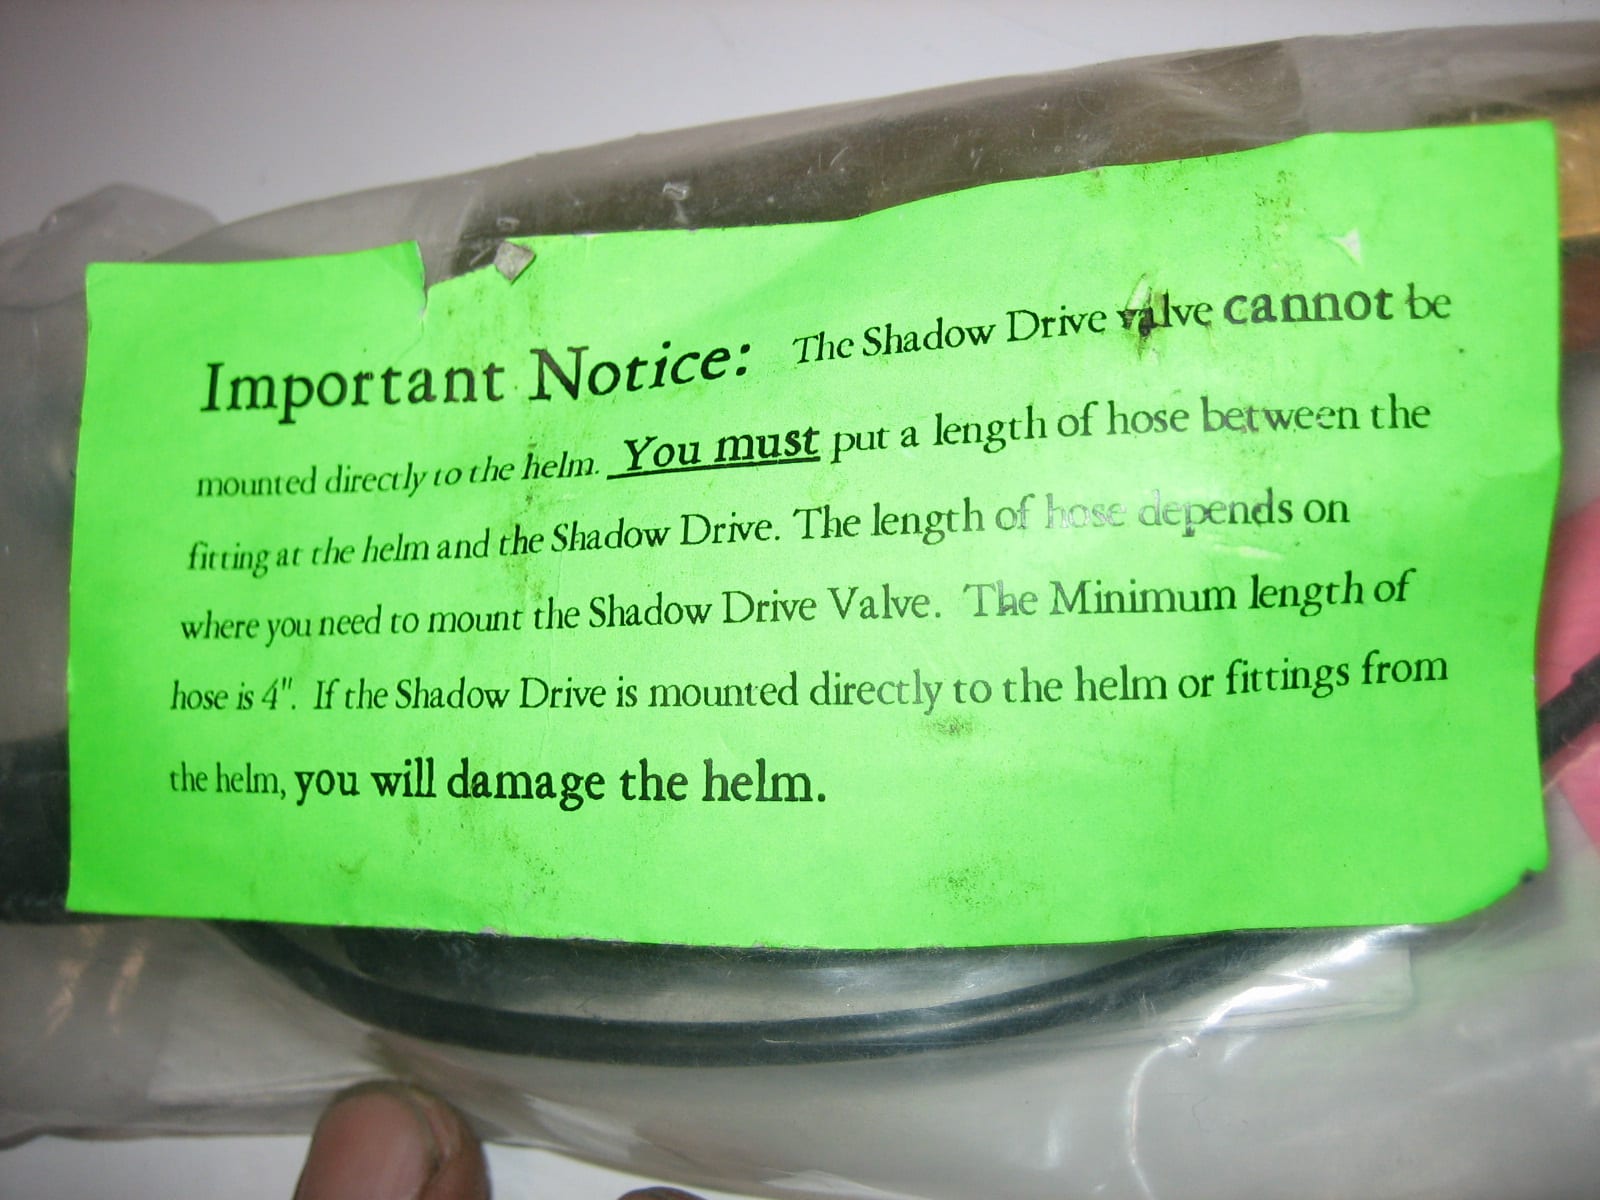 Important Notice: The Shadow Drive valve cannot be
mounted directly to the helm. You must put a length of hose between the
fitting at the helm and the Shadow Drive. The length of hose depends on
where you need to mount the Shadow Drive Valve. The Minimum length of
hose is 4". If the Shadow Drive is mounted directly to the helm or fittings from
the helm, you will damage the helm.